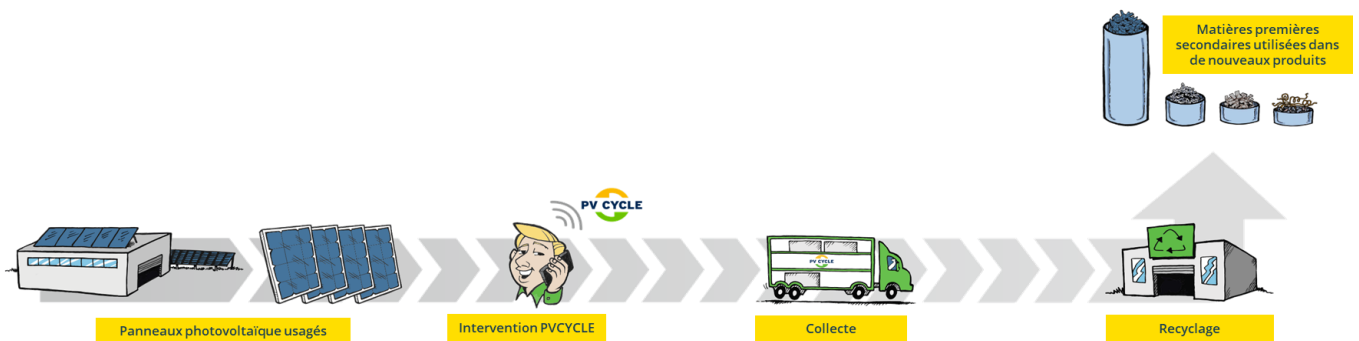 Matières premières
secondaires utilisées dans
de nouveaux produits
PV CYCLE
PV CYCLE
Panneaux photovoltaïque usagés
Intervention PVCYCLE
Collecte
Recyclage